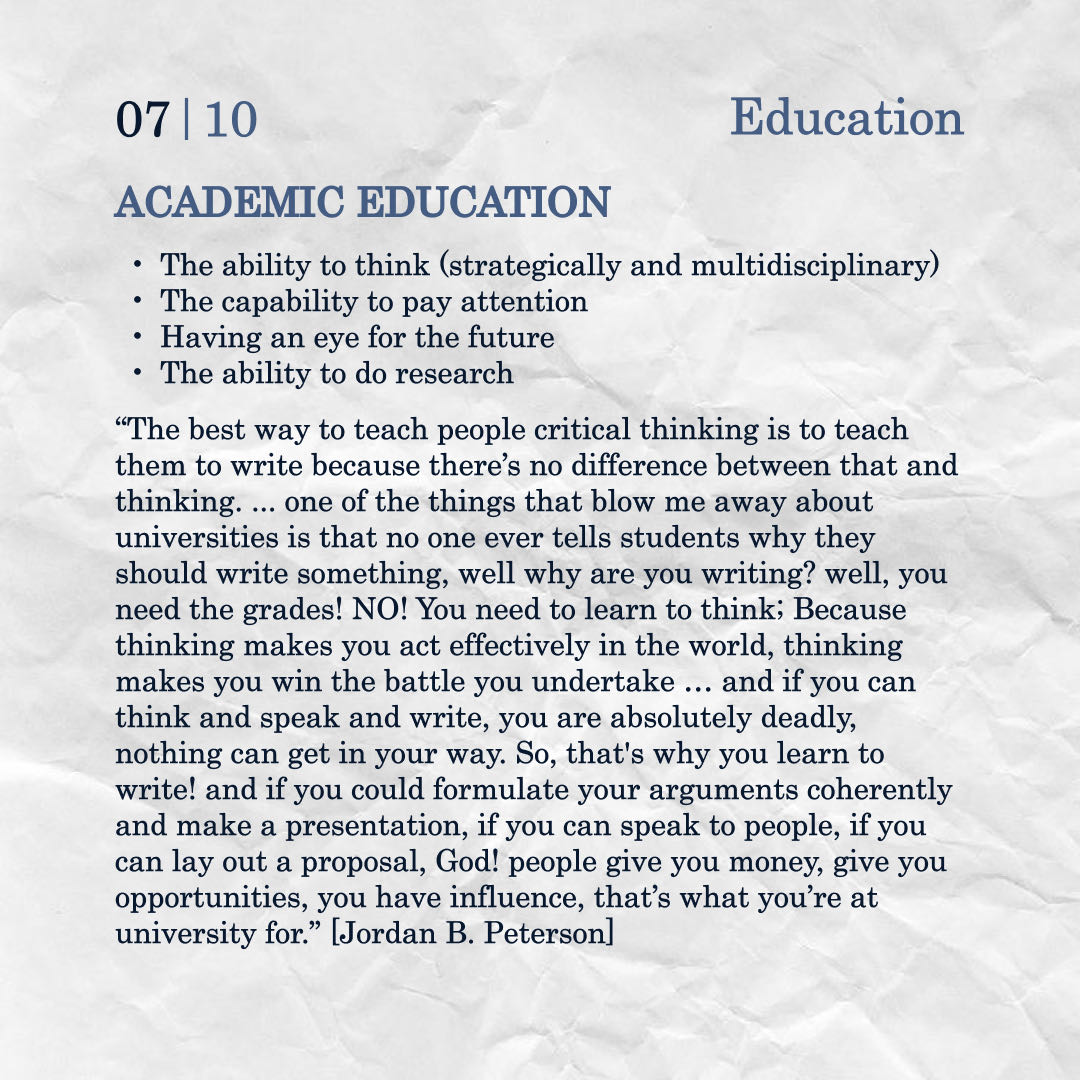 07 | 10
Education
ACADEMIC EDUCATION
• The ability to think (strategically and multidisciplinary)
• The capability to pay attention
• Having an eye for the future
• The ability to do research
“The best way to teach people critical thinking is to teach
them to write because there’s no difference between that and
thinking. ... one of the things that blow me away about
universities is that no one ever tells students why they
should write something, well why are you writing? well, you
need the grades! NO! You need to learn to think; Because
thinking makes you act effectively in the world, thinking
makes you win the battle you undertake … and if you can
think and speak and write, you are absolutely deadly,
nothing can get in your way. So, that's why you learn to
write! and if you could formulate your arguments coherently
and make a presentation, if you can speak to people, if you
can lay out a proposal, God! people give you money, give you
opportunities, you have influence, that’s what you’re at
university for.” [Jordan B. Peterson]